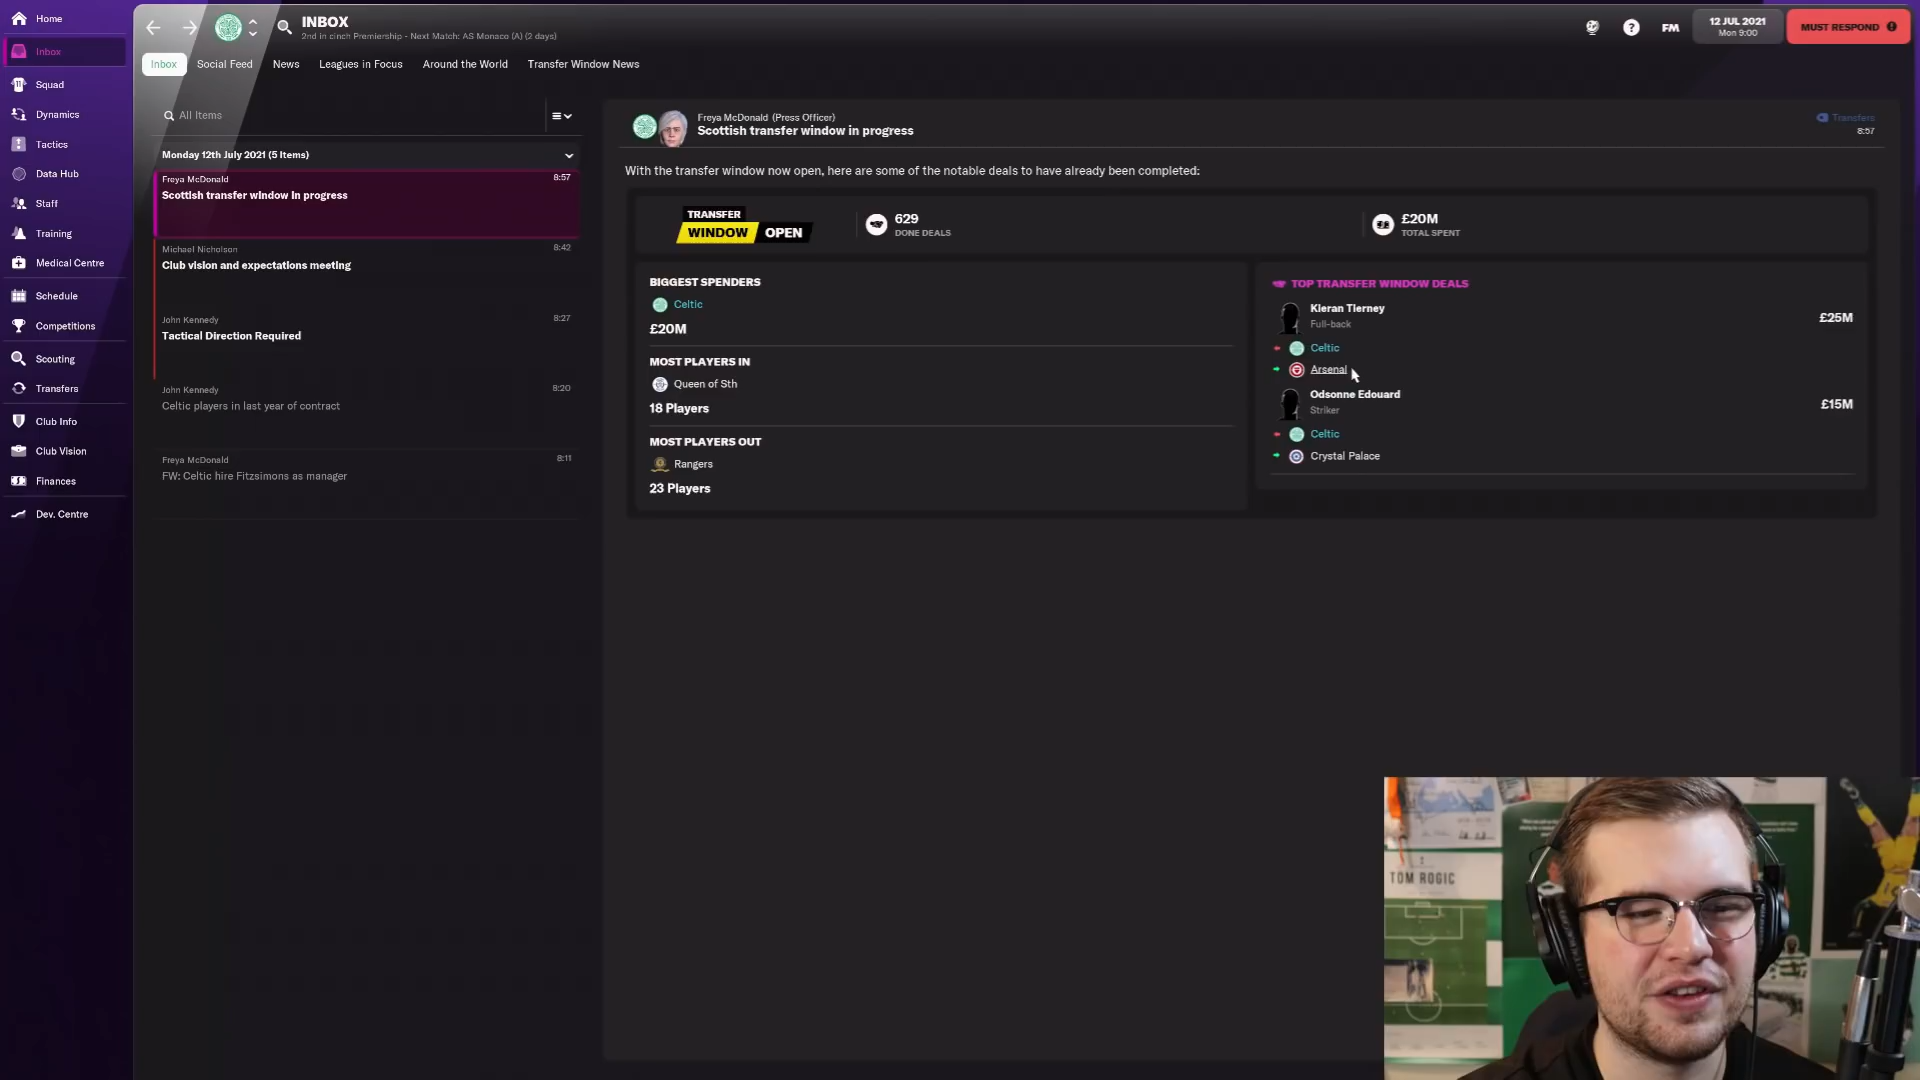 Home
Inbox
Squad
Dynamics
Tactics
Data Hub
Staff
Training
Medical Centre
Schedule
Competitions
Scouting
Transfers
Club Info
Club Vision
Finances
Dev. Centre
INBOX
2nd in cinch Premiership - Next Match: AS Monaco (A) (2 days)
FM
12 JUL 2021
Mon 9:00
MUST RESPOND
Inbox Social Feed News Leagues in Focus Around the World Transfer Window News
All Items
Monday 12th July 2021 (5 Items)
Freya McDonald 8:57
Scottish transfer window in progress
Michael Nicholson 8:42
Club vision and expectations meeting
John Kennedy 8:27
Tactical Direction Required
John Kennedy 8:20
Celtic players in last year of contract
Freya McDonald 8:11
FW: Celtic hire Fitzsimons as manager
Freya McDonald (Press Officer)
Scottish transfer window in progress
Transfers
8:57
With the transfer window now open, here are some of the notable deals to have already been completed:
TRANSFER
WINDOW OPEN
629
DONE DEALS
£20M
TOTAL SPENT
BIGGEST SPENDERS
Celtic
£20M
MOST PLAYERS IN
Queen of Sth
18 Players
MOST PLAYERS OUT
Rangers
23 Players
TOP TRANSFER WINDOW DEALS
Kieran Tierney
Full-back
£25M
Celtic
Arsenal
Odsonne Edouard
Striker
£15M
Celtic
Crystal Palace
TOM ROGIC